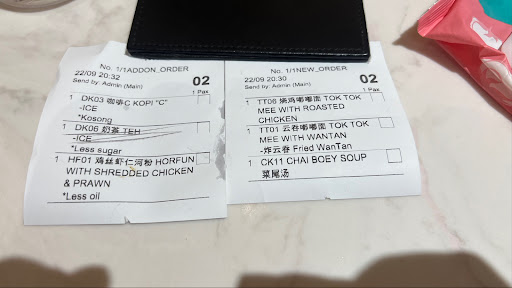 No. 1/1ADDON_ORDER
22/09 20:32
02
Send by: Admin (Main)
1 Pax
1 DK03 咖啡C KOPI "C"
-ICE
*Kosong
1 DK06 奶茶 TEH
-ICE
*Less sugar
1 HF01 鸡丝虾仁河粉 HORFUN
WITH SHREDDED CHICKEN
& PRAWN
*Less oil
No. 1/1NEW_ORDER
22/09 20:30
02
Send by: Admin (Main)
1 Pax
1 TT06 烧鸡嘟嘟面 TOK TOK
MEE WITH ROASTED
CHICKEN
1 TT01 云吞嘟嘟面 TOK TOK
MEE WITH WANTAN
-炸云吞 Fried WanTan
1 CK11 CHAI BOEY SOUP
菜尾汤